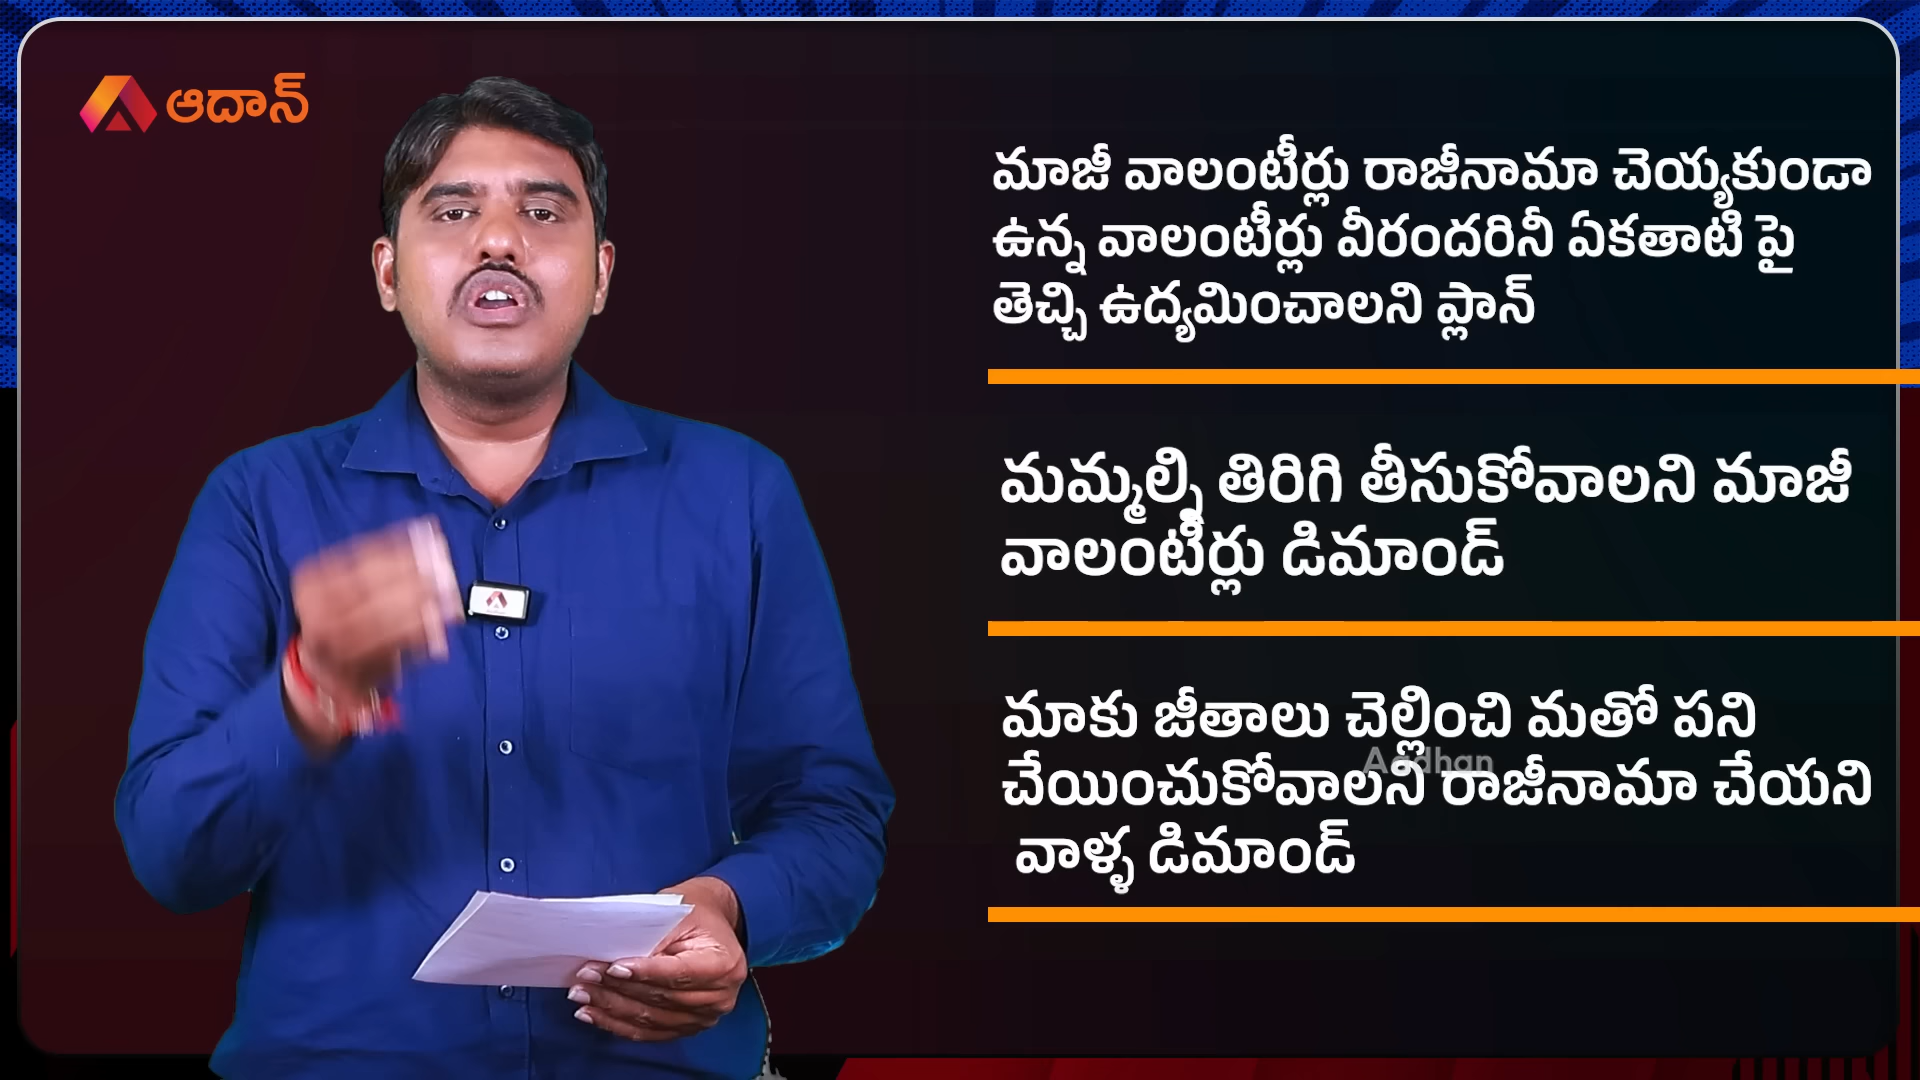 ఆదాన్
మాజీ వాలంటీర్లు రాజీనామా చెయ్యకుండా
ఉన్న వాలంటీర్లు వీరందరినీ ఏకతాటి పై
తెచ్చి ఉద్యమించాలని ప్లాన్
మమ్మల్ని తిరిగి తీసుకోవాలని మాజీ
వాలంటీర్లు డిమాండ్
మాకు జీతాలు చెల్లించి మతో పని
Aadhan
చేయించుకోవాలని రాజీనామా చేయని
వాళ్ళ డిమాండ్